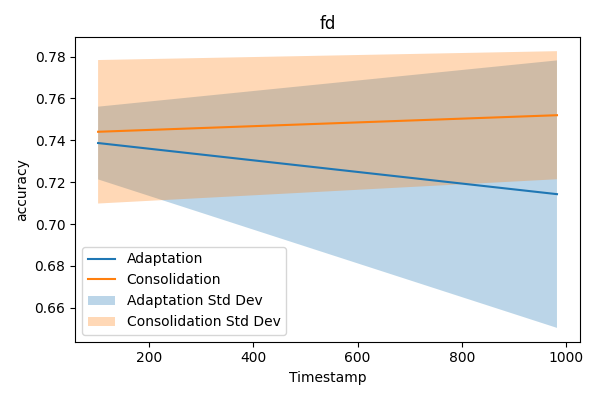 fd
0.78
0.76
0.74
0.72
0.70
0.68
0.66
accuracy
Adaptation
Consolidation
Adaptation Std Dev
Consolidation Std Dev
200
400
600
800
1000
Timestamp